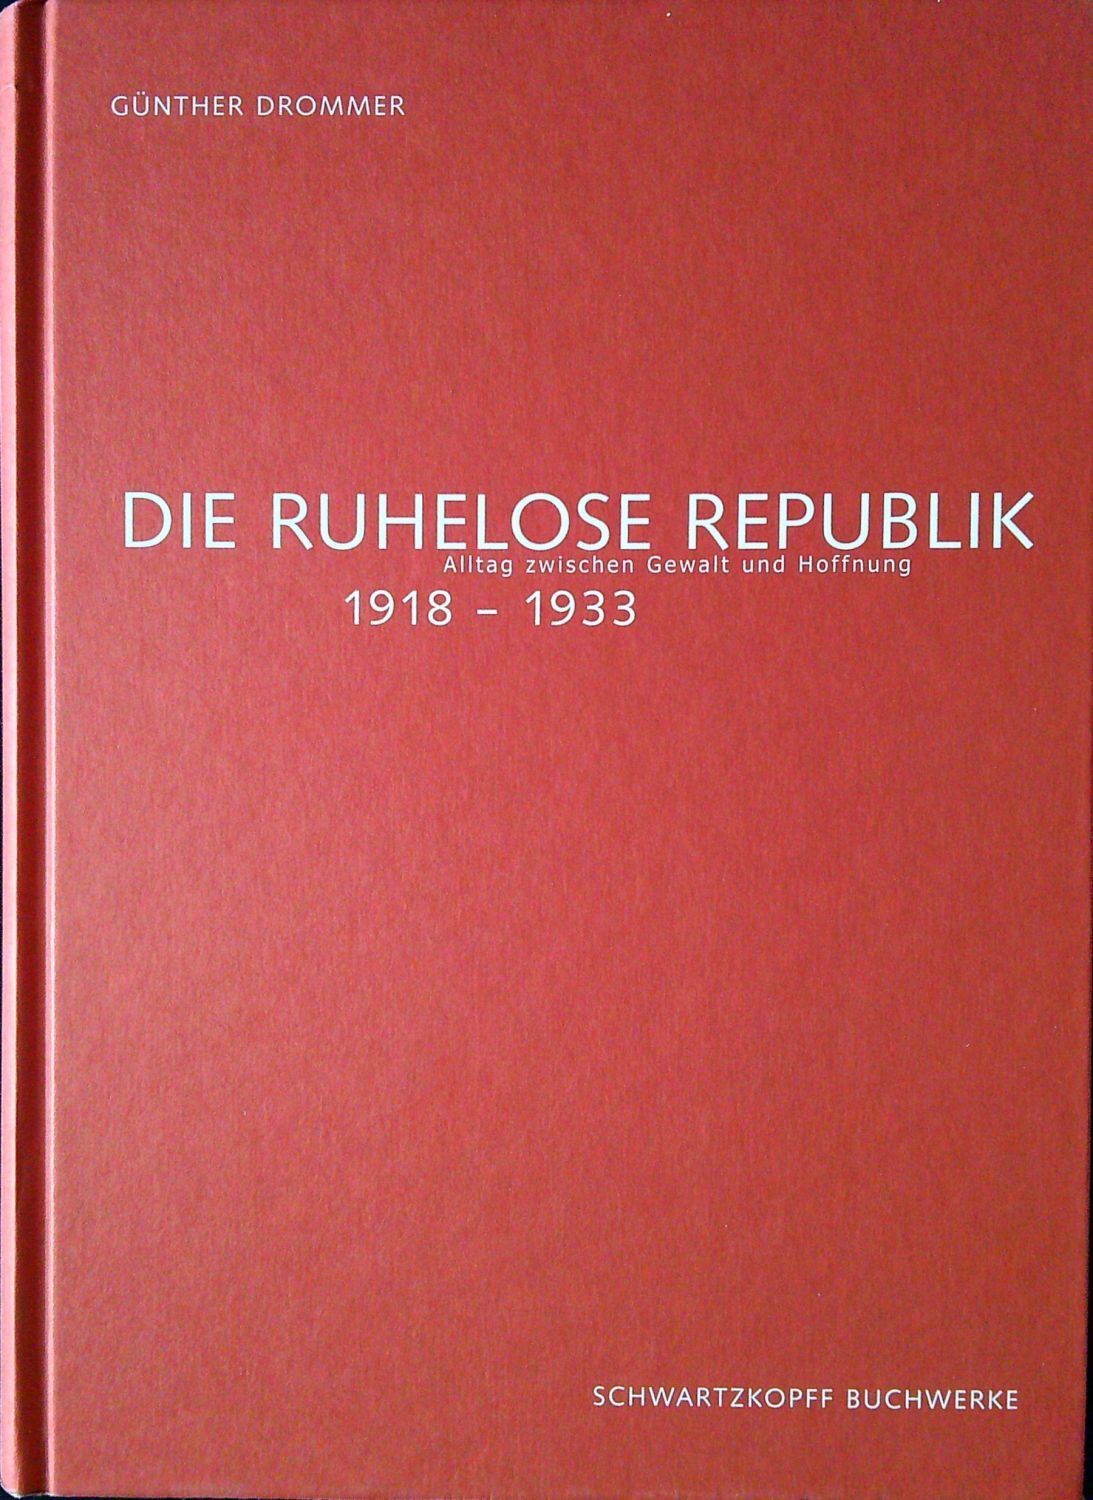 GÜNTHER DROMMER
DIE RUHELOSE REPUBLIK
Alltag zwischen Gewalt und Hoffnung
1918 – 1933
SCHWARTZKOPFF BUCHWERKE